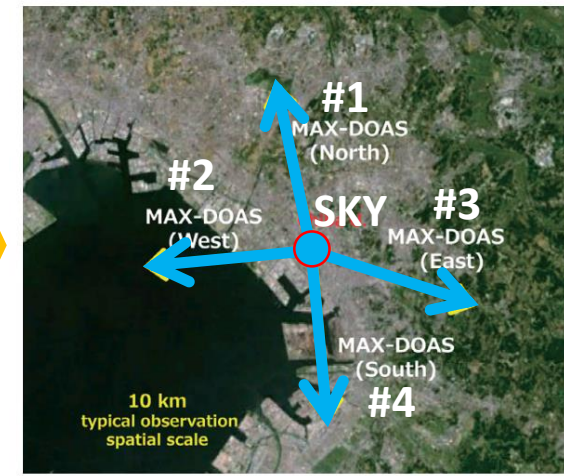 #1
MAX-DOAS
(North)
#2
MAX-DOAS
(West)
SKY
#3
MAX-DOAS
(East)
MAX-DOAS
(South)
#4
10 km
typical observation
spatial scale